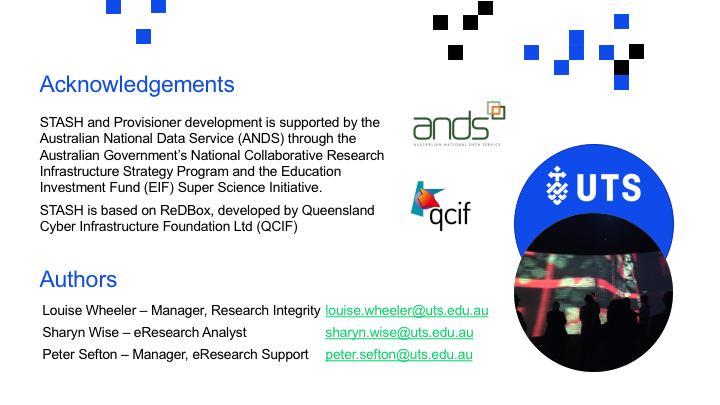 Acknowledgements
STASH and Provisioner development is supported by the
Australian National Data Service (ANDS) through the
Australian Government’s National Collaborative Research
Infrastructure Strategy Program and the Education
Investment Fund (EIF) Super Science Initiative.
STASH is based on ReDBox, developed by Queensland
Cyber Infrastructure Foundation Ltd (QCIF)
ands
AUSTRALIAN NATIONAL DATA SERVICE
qcif
UTS
Authors
Louise Wheeler – Manager, Research Integrity louise.wheeler@uts.edu.au
Sharyn Wise – eResearch Analyst sharyn.wise@uts.edu.au
Peter Sefton – Manager, eResearch Support peter.sefton@uts.edu.au